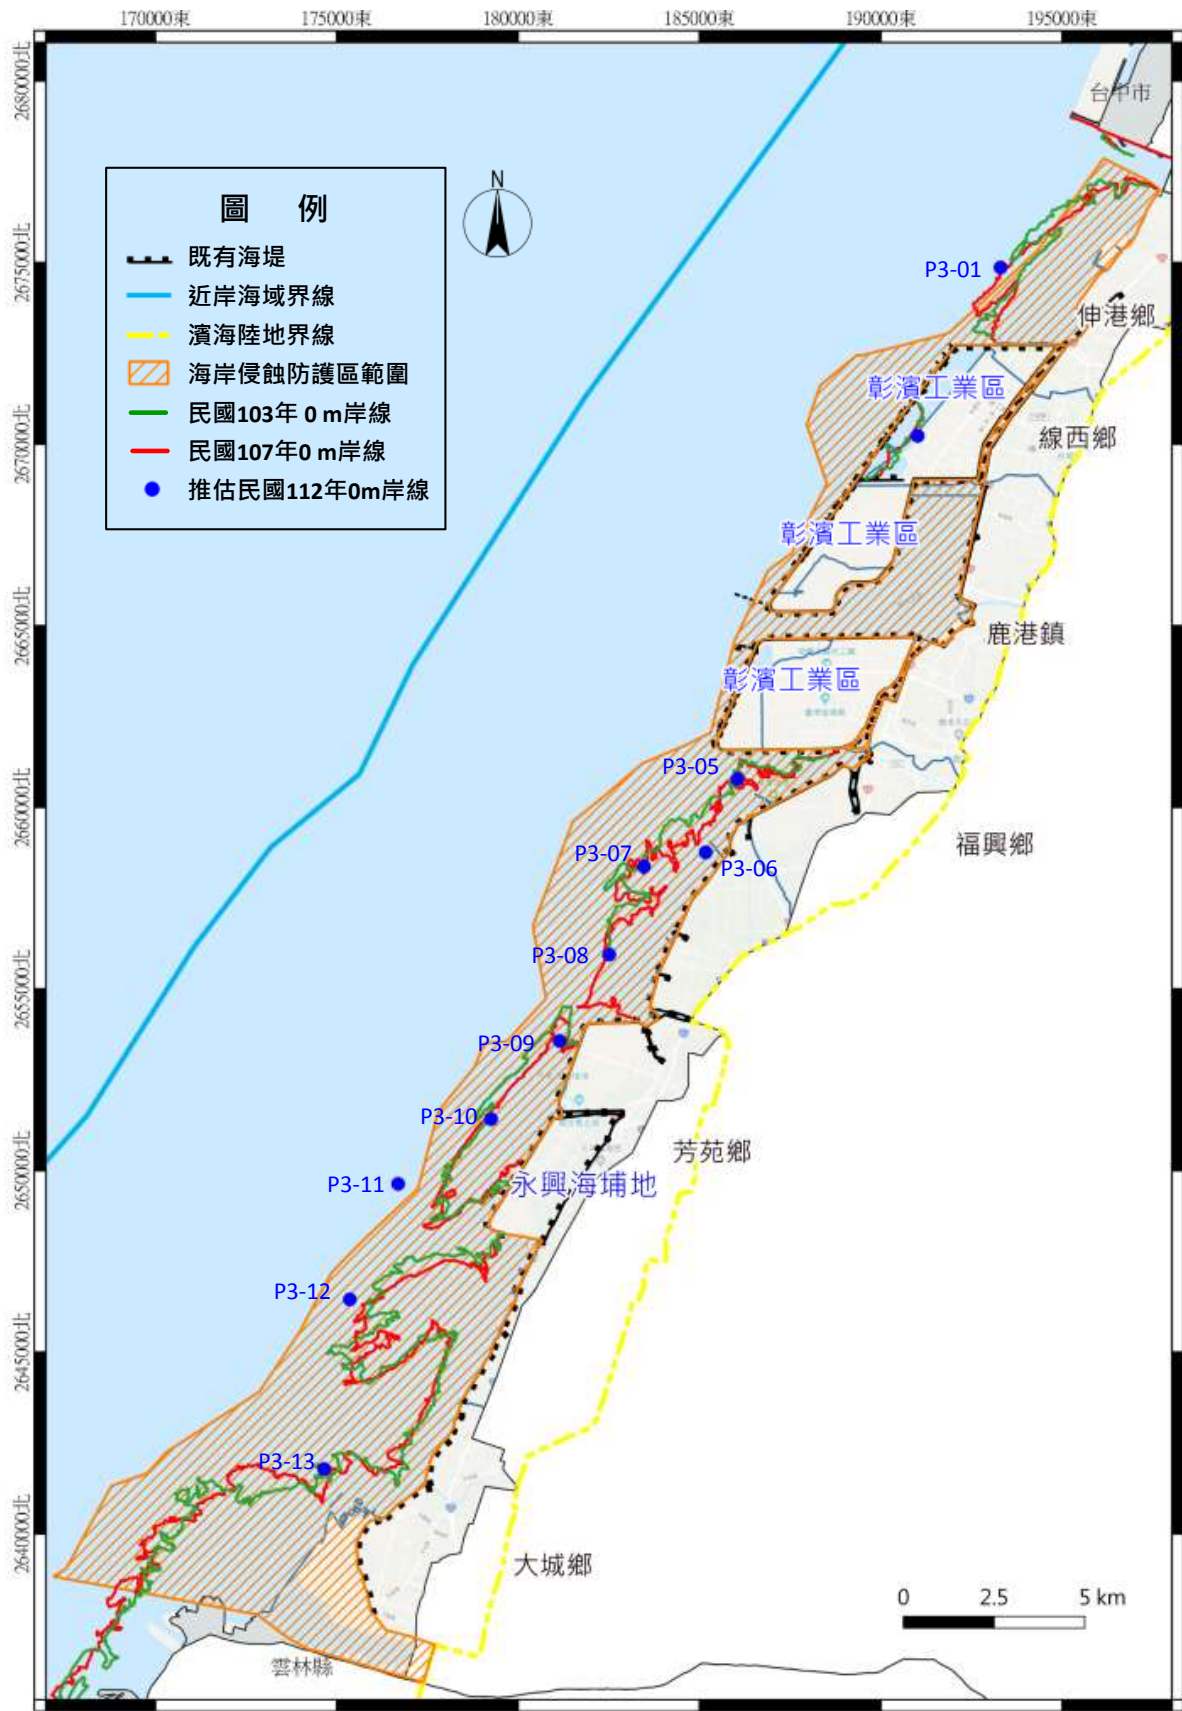 170000東
175000東
180000東
185000東
190000東
195000東
2680000北
2675000北
2670000北
2665000北
2660000北
2655000北
2650000北
2645000北
2640000北
圖 例
既有海堤
近岸海域界線
濱海陸地界線
海岸侵蝕防護區範圍
民國103年 0 m岸線
民國107年0 m岸線
推估民國112年0m岸線
N
台中市
P3-01
伸港鄉
彰濱工業區
線西鄉
彰濱工業區
鹿港鎮
彰濱工業區
P3-05
福興鄉
P3-07
P3-06
P3-08
P3-09
P3-10
芳苑鄉
P3-11
永興海埔地
P3-12
P3-13
大城鄉
0 2.5 5 km
雲林縣